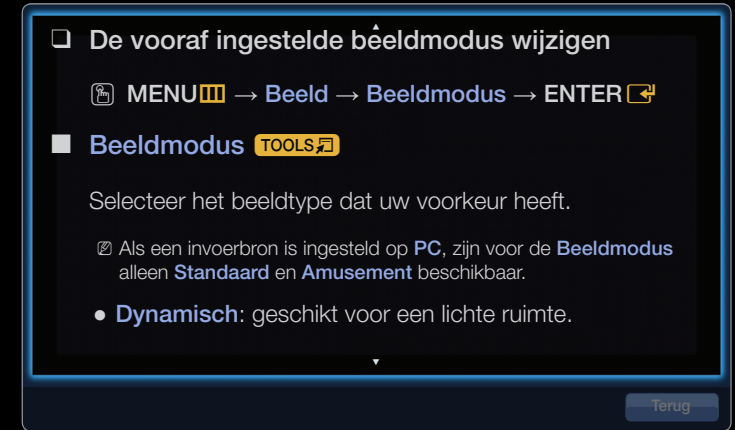 ❑ De vooraf ingestelde beeldmodus wijzigen
MENU → Beeld → Beeldmodus → ENTER
■ Beeldmodus TOOLS
Selecteer het beeldtype dat uw voorkeur heeft.
Als een invoerbron is ingesteld op PC, zijn voor de Beeldmodus
alleen Standaard en Amusement beschikbaar.
● Dynamisch: geschikt voor een lichte ruimte.
Terug